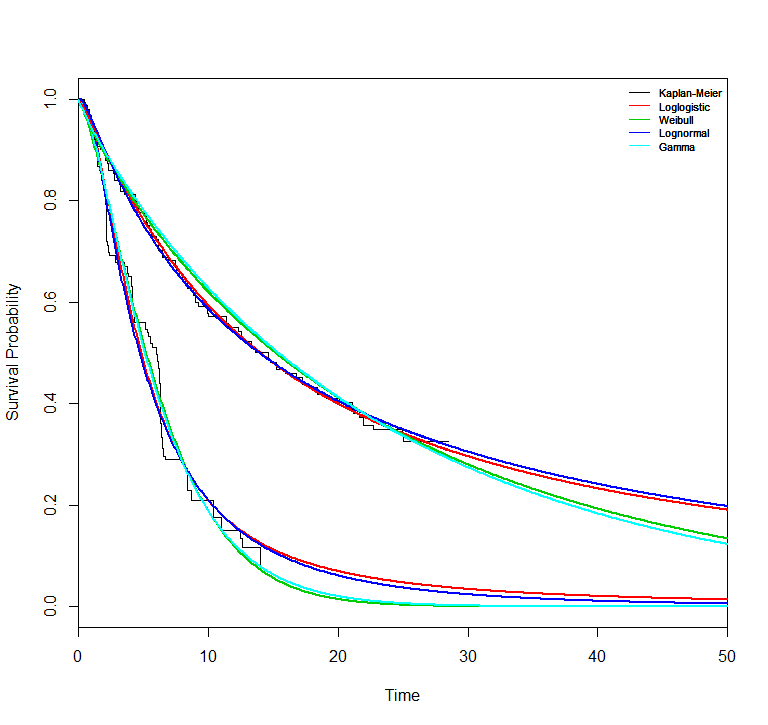 Kaplan-Meier
Loglogistic
Weibull
Lognormal
Gamma
Survival Probability
1.0
0.8
0.6
0.4
0.2
0.0
0 10 20 30 40 50
Time